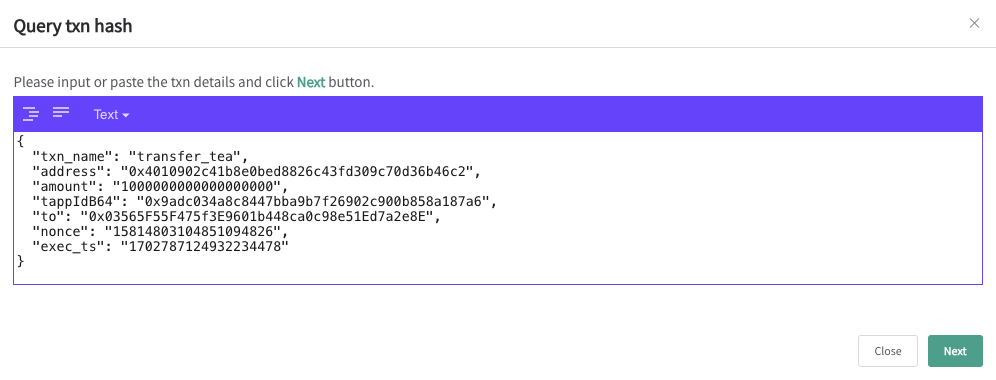 Query txn hash
Please input or paste the txn details and click Next button.
Text
{
  "txn_name": "transfer_tea",
  "address": "0x4010902c41b8e0bed8826c43fd309c70d36b46c2",
  "amount": "1000000000000000000",
  "tappIdB64": "0x9adc034a8c8447bba9b7f26902c900b858a187a6",
  "to": "0x03565F55F475f3E9601b448ca0c98e51Ed7a2e8E",
  "nonce": "15814803104851094826",
  "exec_ts": "1702787124932234478"
}
Close Next